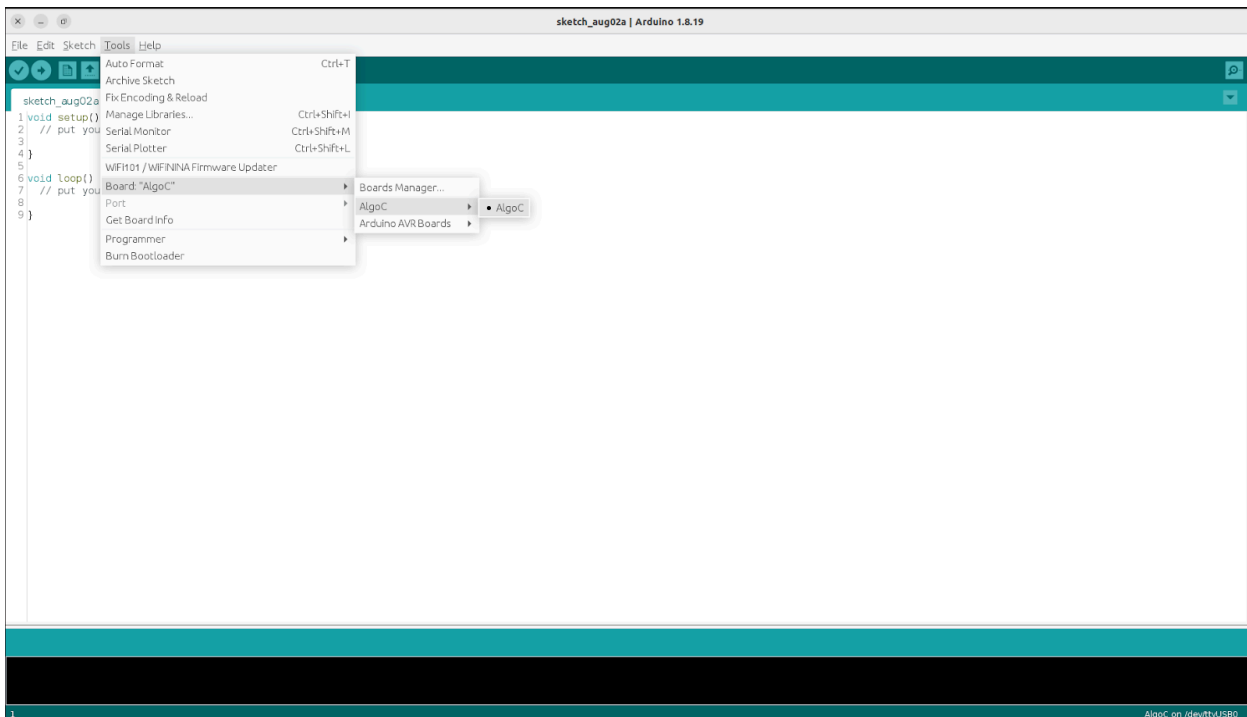 sketch_aug02a | Arduino 1.8.19
File Edit Sketch Tools Help
sketch_aug02a
Auto Format Ctrl+T
Archive Sketch
Fix Encoding & Reload
Manage Libraries... Ctrl+Shift+I
Serial Monitor Ctrl+Shift+M
Serial Plotter Ctrl+Shift+L
WiFi101 / WiFiNINA Firmware Updater
Board: "AlgoC"
Port
Get Board Info
Programmer
Burn Bootloader
Boards Manager...
AlgoC
Arduino AVR Boards
AlgoC
1 void setup()
2 // put you
3
4 }
5
6 void loop()
7 // put you
8
9 }
1 AlgoC on /dev/ttyUSB0